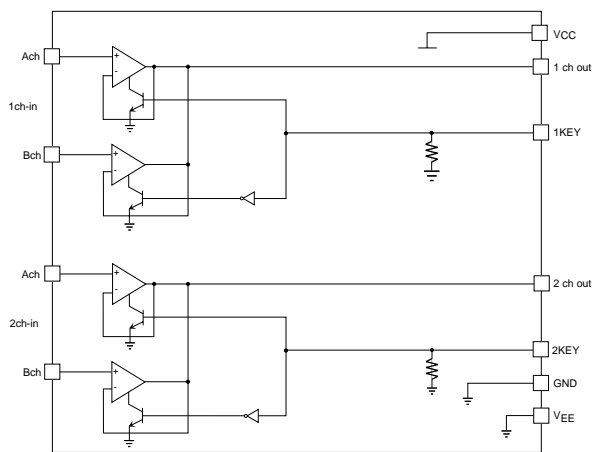 VCC
Ach
1 ch out
+
-
1ch-in
1KEY
Bch
+
-
Ach
+
-
2 ch out
2ch-in
2KEY
Bch
+
-
GND
VEE